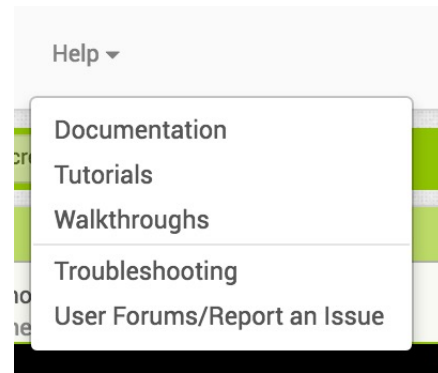 Help
Documentation
Tutorials
Walkthroughs
Troubleshooting
User Forums/Report an Issue